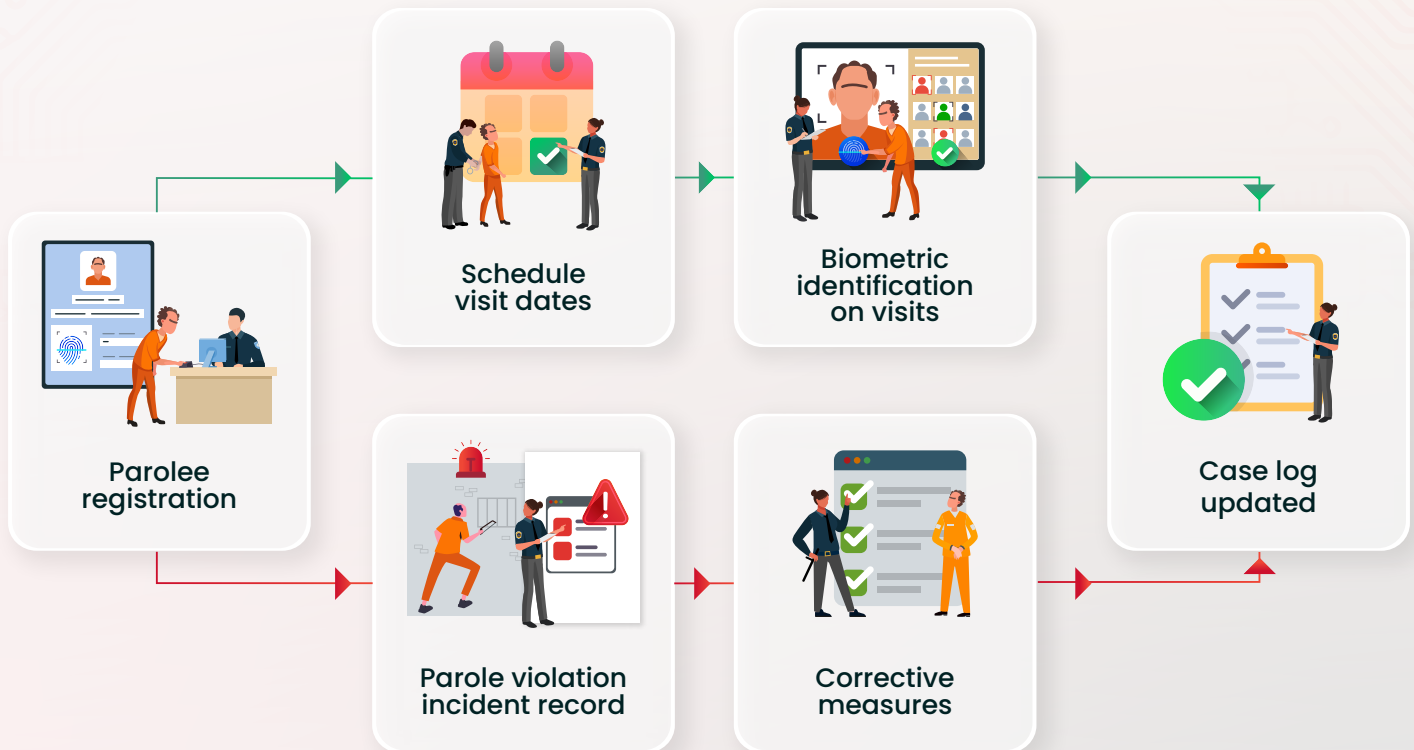 Schedule
visit dates
Biometric
identification
on visits
Parolee
registration
Case log
updated
Parole violation
incident record
Corrective
measures